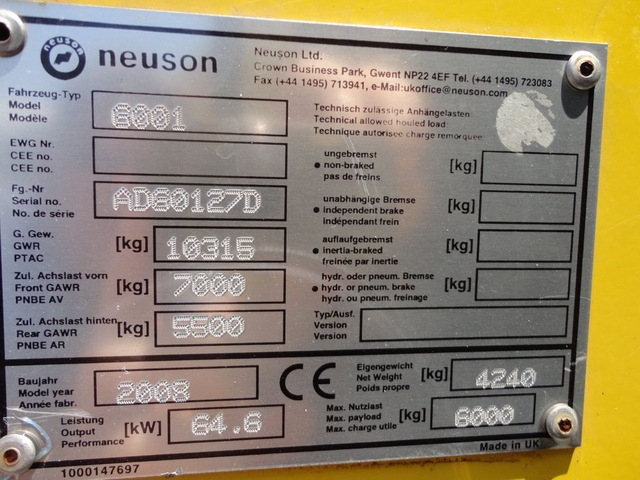 neuson
neuson
Neuson Ltd.
Crown Business Park, Gwent NP22 4EF Tel. (+44 1495) 723083
Fax (+44 1495) 713941, e-Mail:ukoffice@neuson.com
Fahrzeug-Typ
Model
Modèle
6001
EWG Nr.
CEE no.
CEE no.
Fg.-Nr
Serial no.
No. de série
AD60127D
G. Gew.
GWR
PTAC
[kg] 10315
Zul. Achslast vorn
Front GAWR
PNBE AV
[kg] 7000
Zul. Achslast hinten
Rear GAWR
PNBE AR
[kg] 5500
Technisch zulässige Anhängelasten:
Technical allowed houled load
Technique autorisee charge remorquee:
ungebremst
• non-braked
pas de freins
[kg]
unabhängige Bremse
• independent brake
indépendant frein
[kg]
auflaufgebremst
• inertia-braked
freinée par inertie
[kg]
hydr. oder pneum. Bremse
• hydr. or pneum. brake
hydr. ou pneum. freinage
[kg]
Typ/Ausf.
Version
Version
Baujahr
Model year
Année fabr.
2008
CE
Leistung
Output
Performance
[kW] 64.6
Eigengewicht
Net Weight
Poids propre
[kg] 4240
Max. Nutzlast
Max. payload
Max. charge utile
[kg] 6000
Made in UK
1000147697